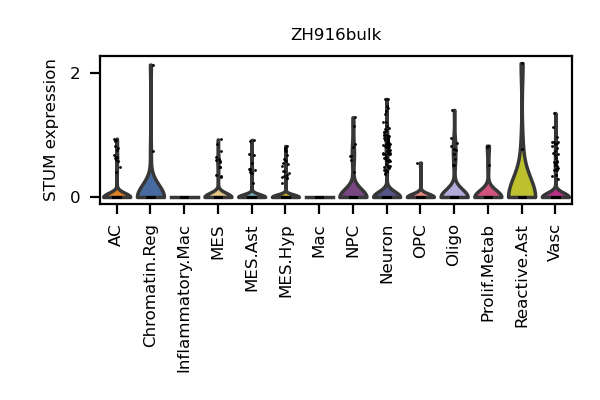 ZH916bulk
STUM expression
2
0
AC
Chromatin.Reg
Inflammatory.Mac
MES
MES.Ast
MES.Hyp
Mac
NPC
Neuron
OPC
Oligo
Prolif.Metab
Reactive.Ast
Vasc